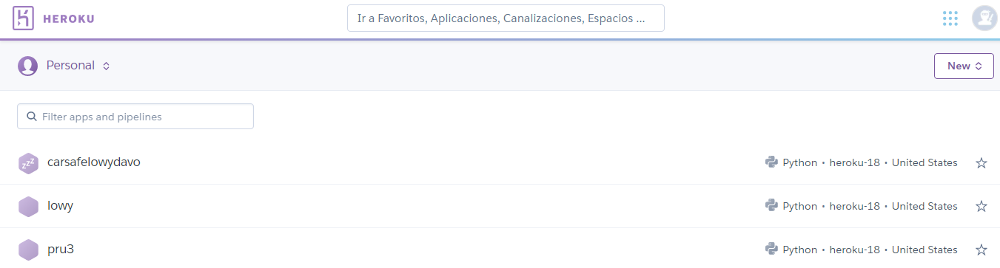 HEROKU
Ir a Favoritos, Aplicaciones, Canalizaciones, Espacios ...
Personal
New
Filter apps and pipelines
zzz
carsafelowydavo
Python • heroku-18 • United States
lowy
Python • heroku-18 • United States
pru3
Python • heroku-18 • United States